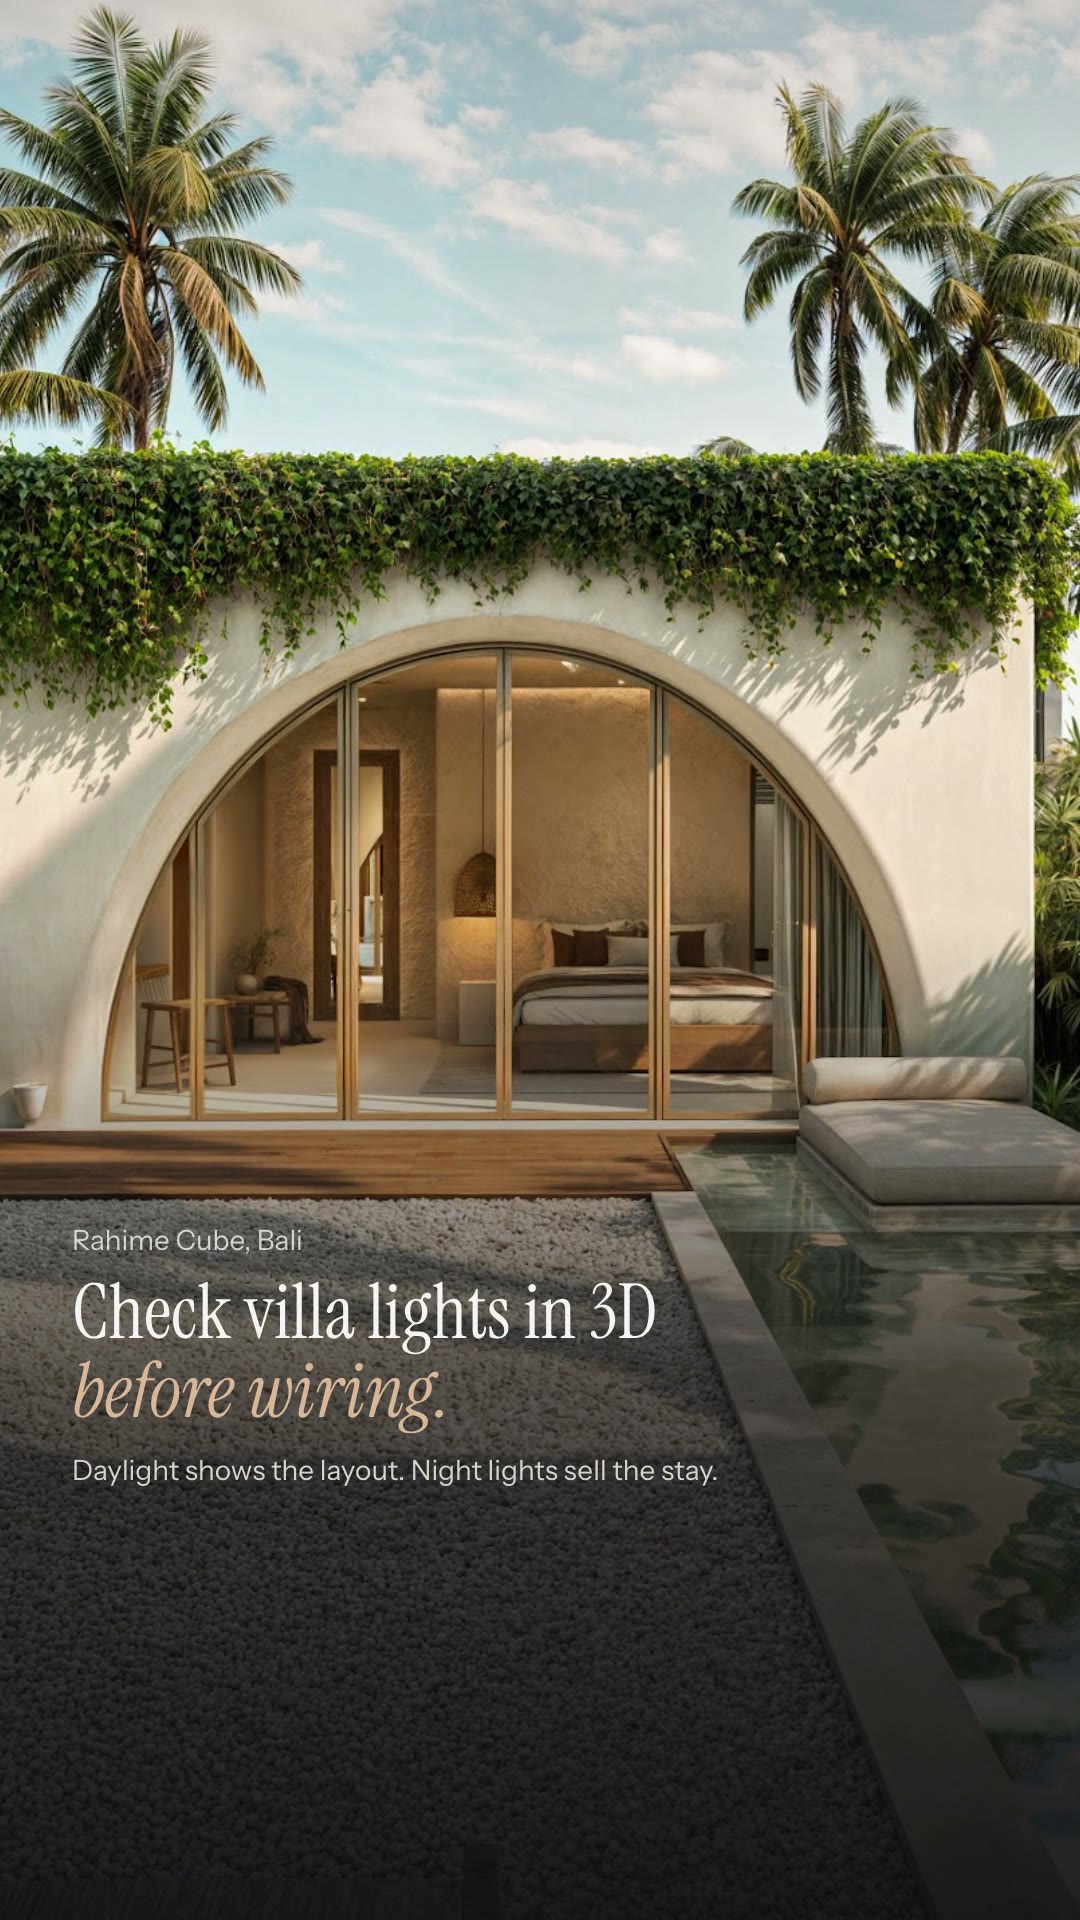 Rahime Cube, Bali
Check villa lights in 3D
before wiring.
Daylight shows the layout. Night lights sell the stay.